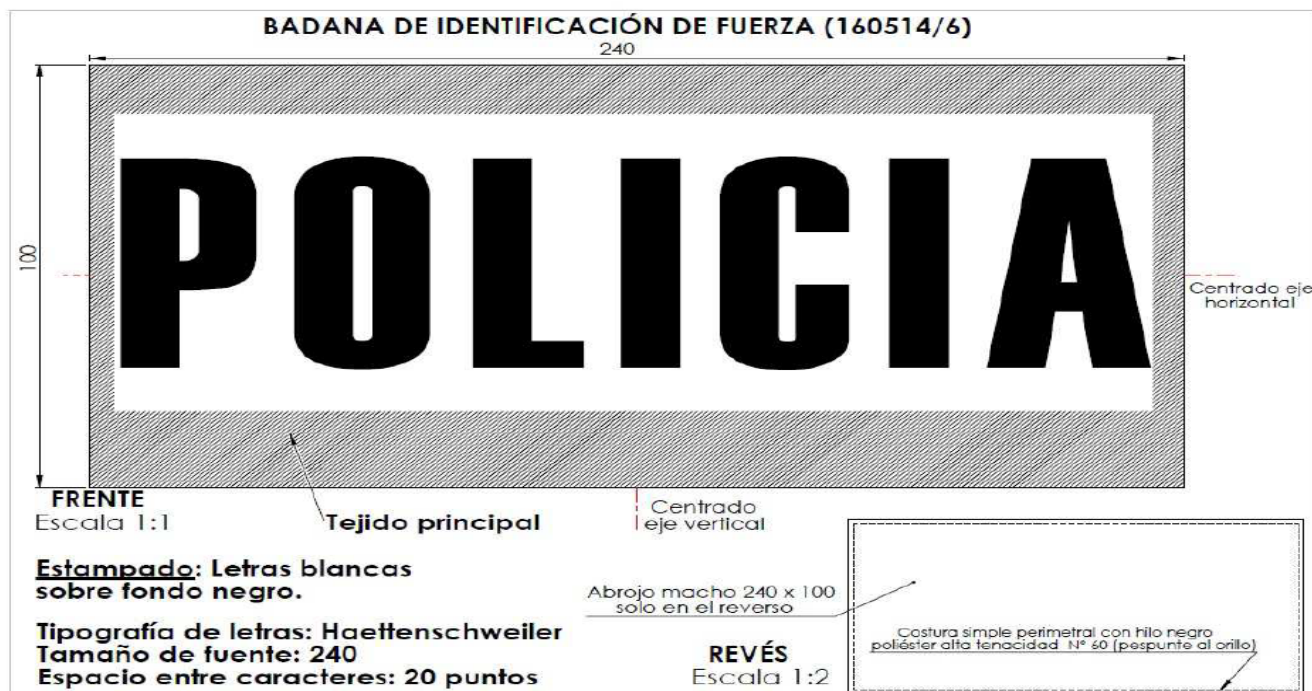 BADANA DE IDENTIFICACIÓN DE FUERZA (160514/6)
240
100
POLICIA
Centrado eje
horizontal
FRENTE
Escala 1:1
Tejido principal
Centrado
eje vertical
Estampado: Letras blancas
sobre fondo negro.
Abrojo macho 240 x 100
solo en el reverso
Costura simple perimetral con hilo negro
poliéster alta tenacidad N° 60 (pespunte al orillo)
Tipografía de letras: Haettenschweiler
Tamaño de fuente: 240
Espacio entre caracteres: 20 puntos
REVÉS
Escala 1:2